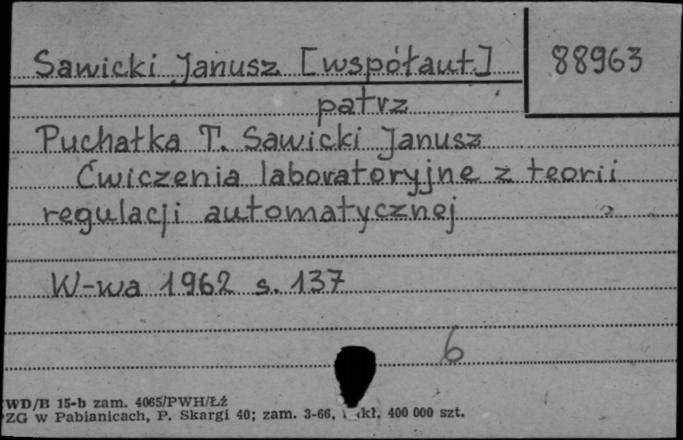 Sawicki Janusz [współaut.] 88963
patrz
Puchałka T. Sawicki Janusz
Ćwiczenia laboratoryjne z teorii
regulacji automatycznej
W-wa 1962 s. 137
6
WD/B 15-b zam. 4065/PWH/Łź
ZG w Pabianicach, P. Skargi 40; zam. 3-66, kł. 400 000 szt.